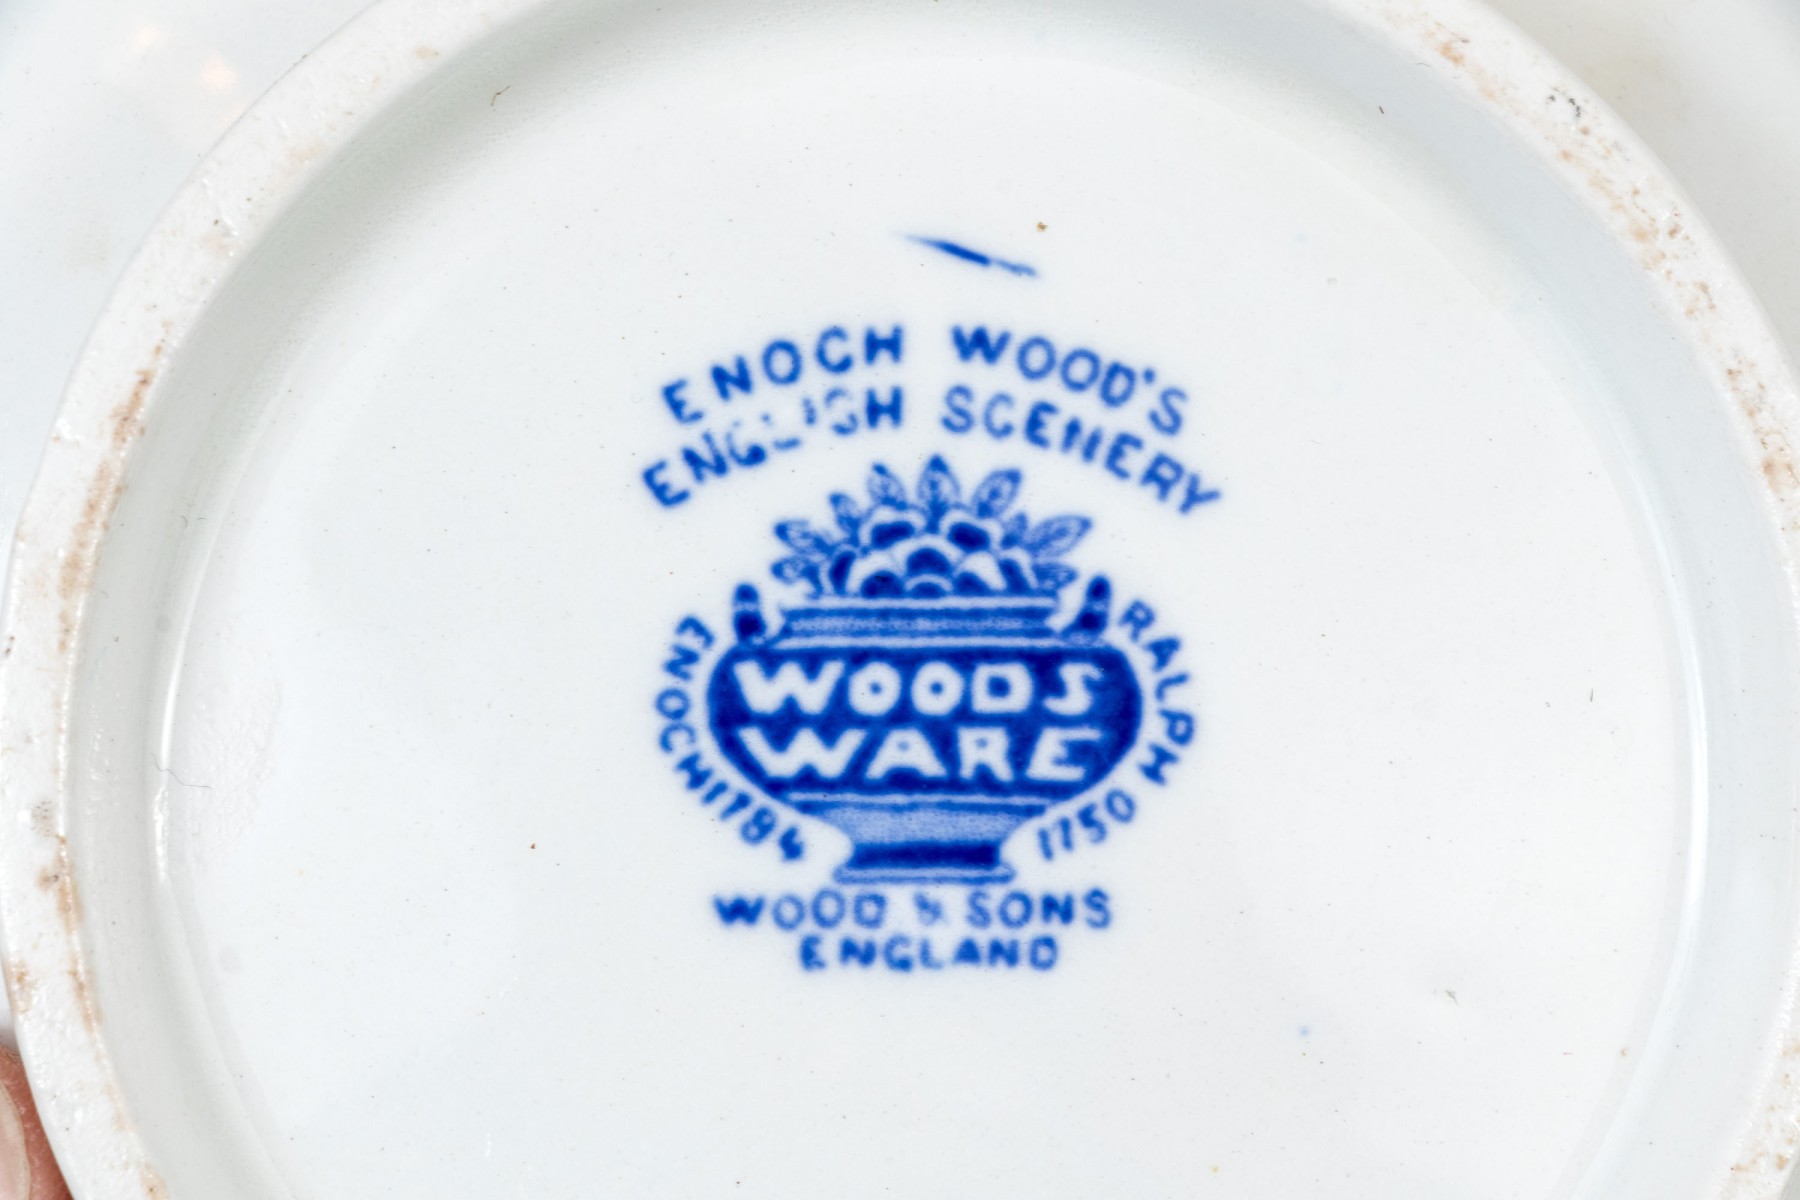 ENOCH WOOD'S
ENGLISH SCENERY
WOODS
WARE
ENOCH 1784
RALPH 1750
WOOD & SONS
ENGLAND